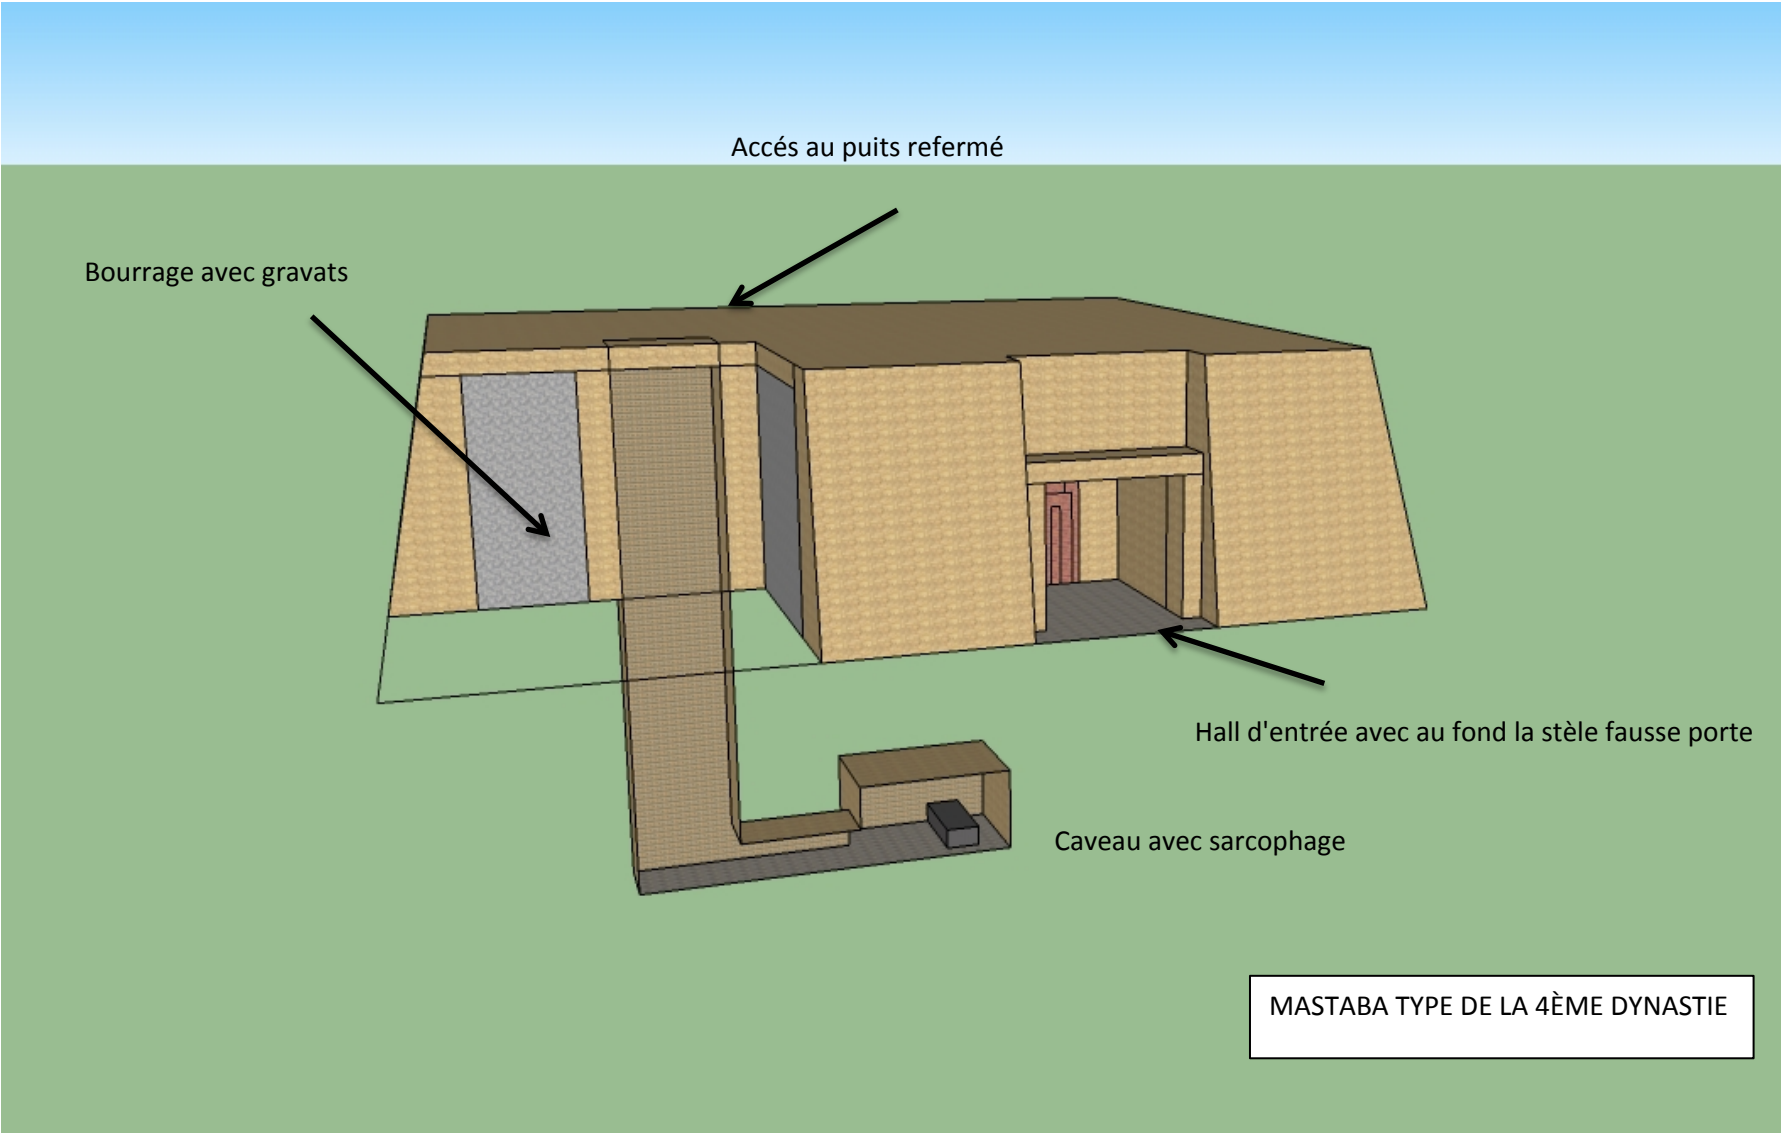 Accés au puits refermé
Bourrage avec gravats
Hall d'entrée avec au fond la stèle fausse porte
Caveau avec sarcophage
MASTABA TYPE DE LA 4ÈME DYNASTIE